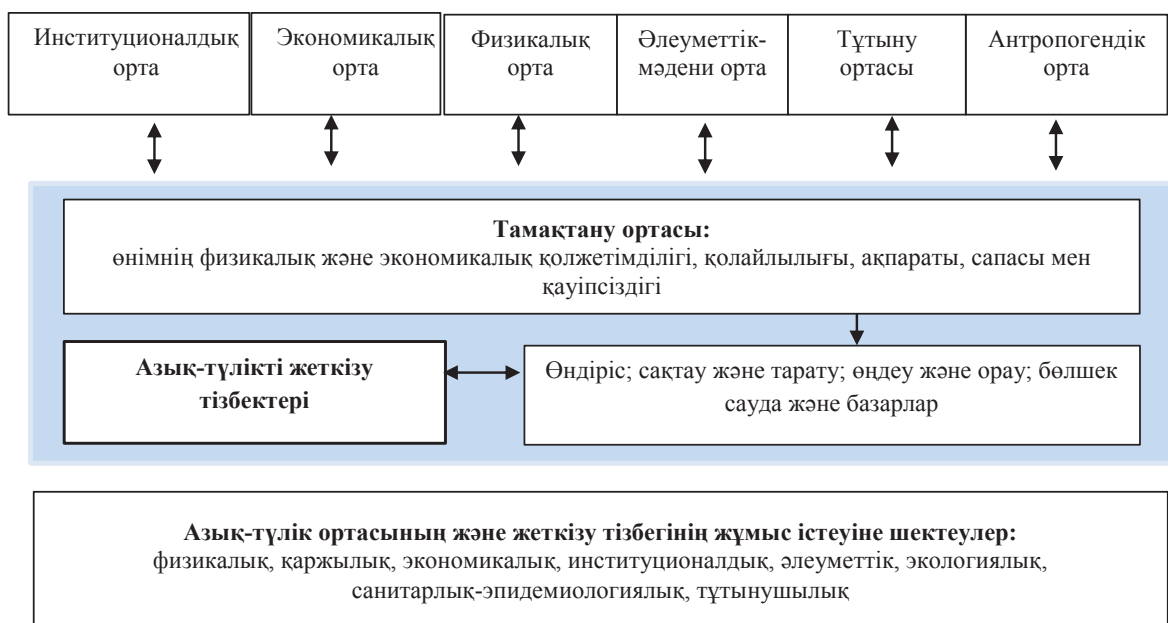 Институционалдық
орта
Экономикалық
орта
Физикалық
орта
Әлеуметтік-
мәдени орта
Тұтыну
ортасы
Антропогендік
орта
Тамақтану ортасы:
өнімнің физикалық және экономикалық қолжетімділігі, қолайлылығы, ақпараты, сапасы мен
қауіпсіздігі
Азық-түлікті жеткізу
тізбектері
Өндіріс; сақтау және тарату; өңдеу және орау; бөлшек
сауда және базарлар
Азық-түлік ортасының және жеткізу тізбегінің жұмыс істеуіне шектеулер:
физикалық, қаржылық, экономикалық, институционалдық, әлеуметтік, экологиялық,
санитарлық-эпидемиологиялық, тұтынушылық